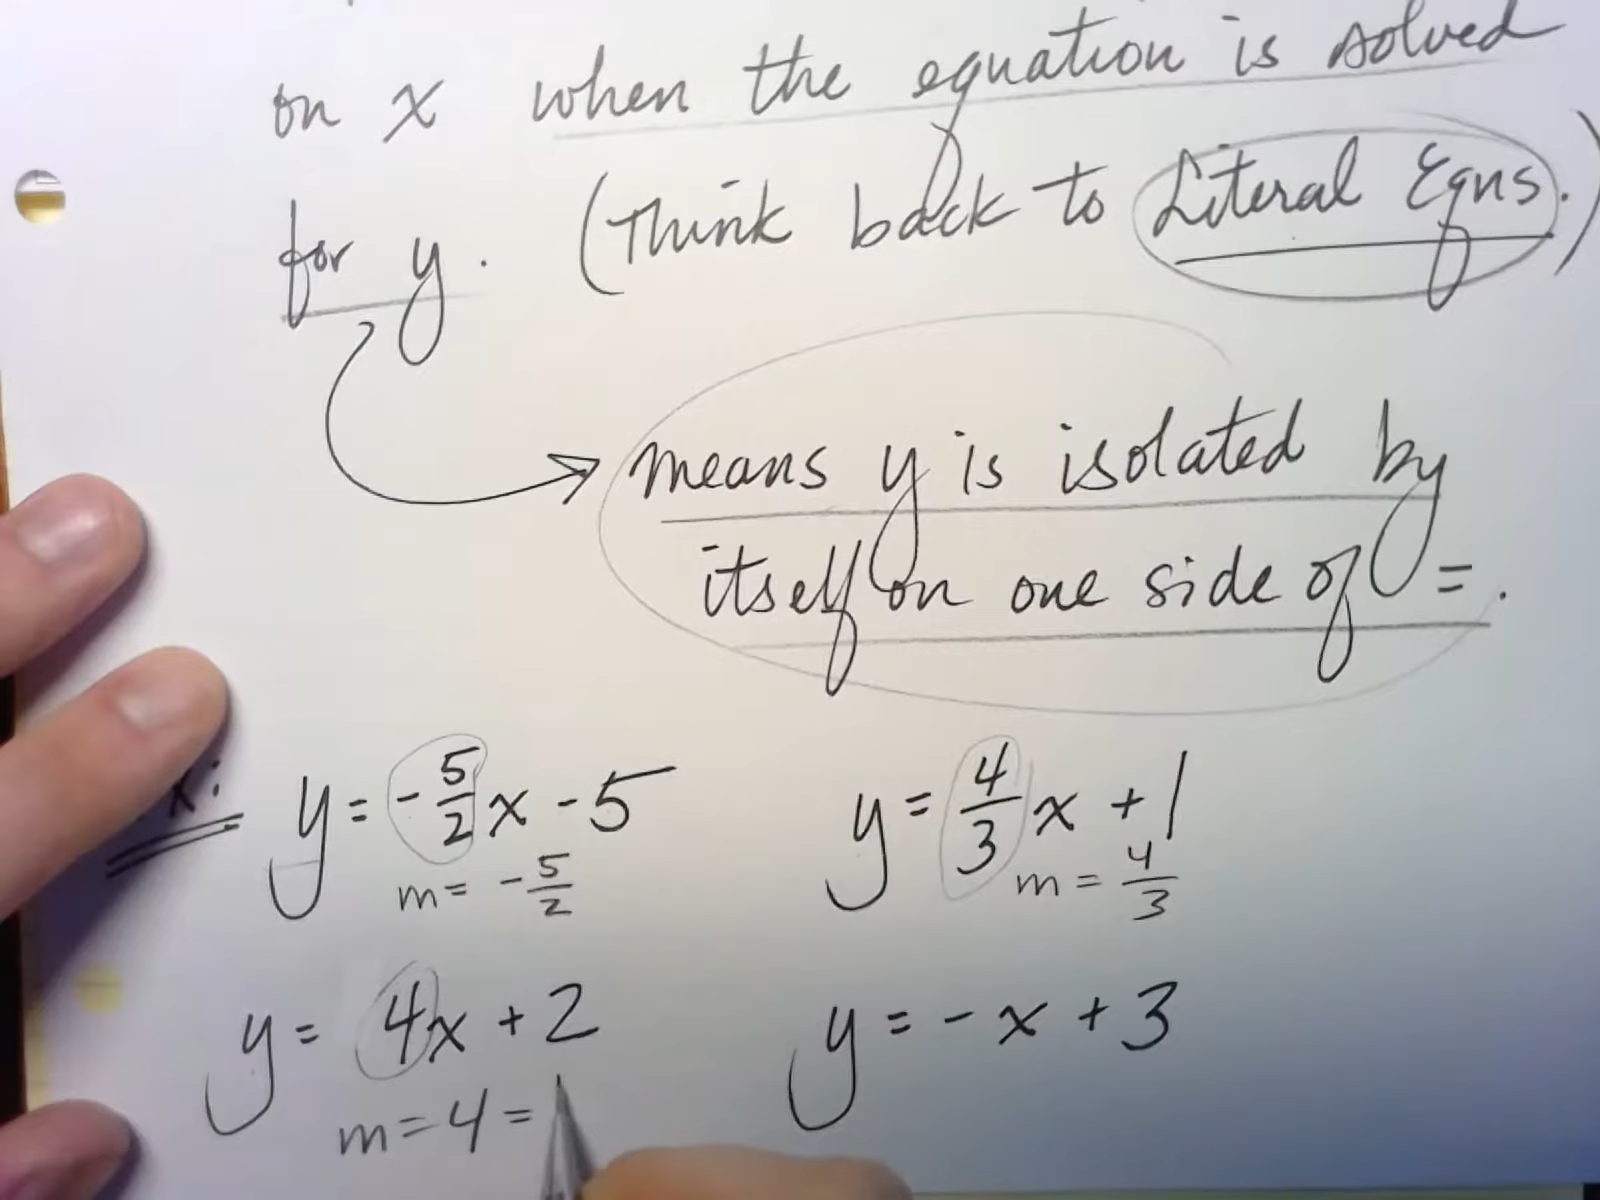 on x when the equation is solved
for y. (Think back to Literal Eqns.)
means y is isolated by
itself on one side of =.
x: y = -5/2 x - 5 y = 4/3 x + 1
m = -5/2 m = 4/3
y = 4x + 2 y = -x + 3
m = 4 =